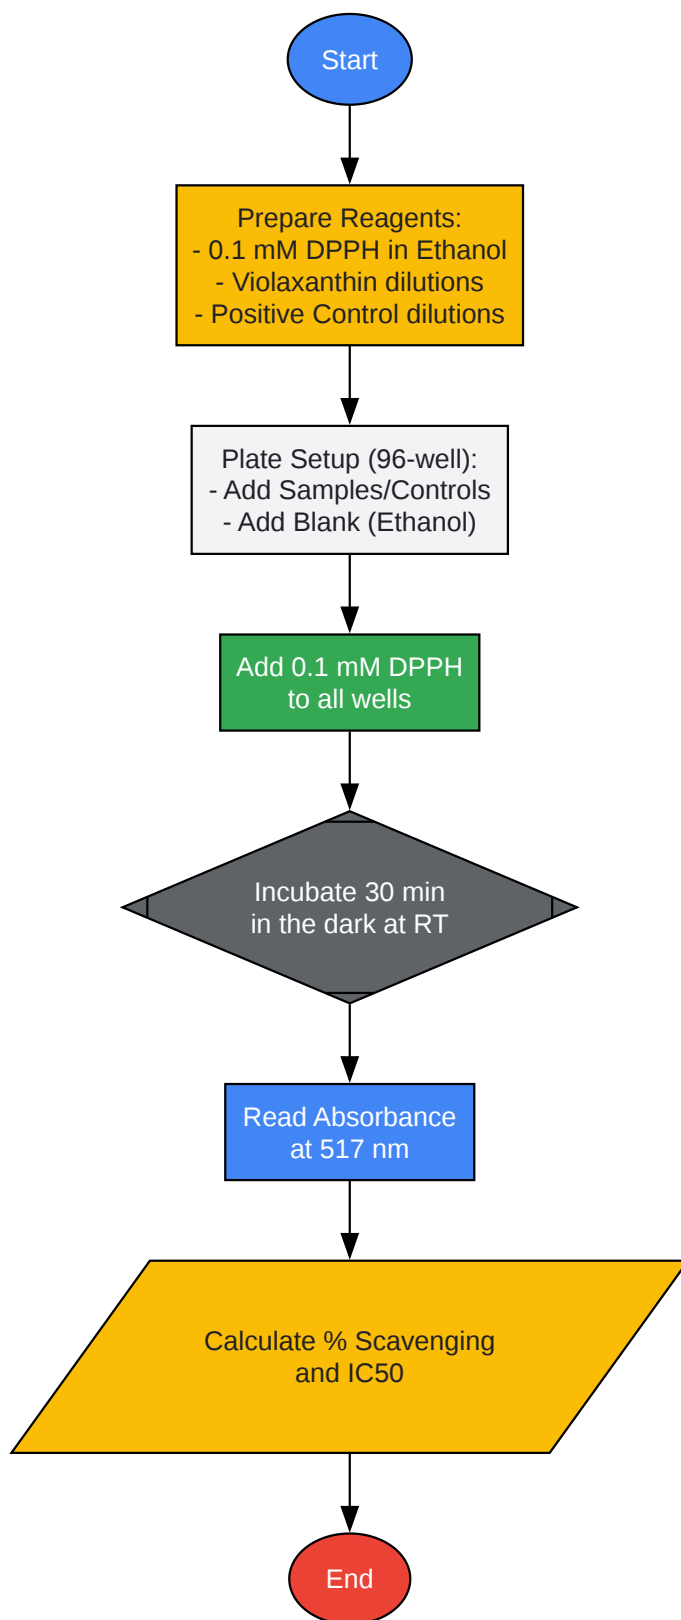 Start
Prepare Reagents:
- 0.1 mM DPPH in Ethanol
- Violaxanthin dilutions
- Positive Control dilutions
Plate Setup (96-well):
- Add Samples/Controls
- Add Blank (Ethanol)
Add 0.1 mM DPPH
to all wells
Incubate 30 min
in the dark at RT
Read Absorbance
at 517 nm
Calculate % Scavenging
and IC50
End